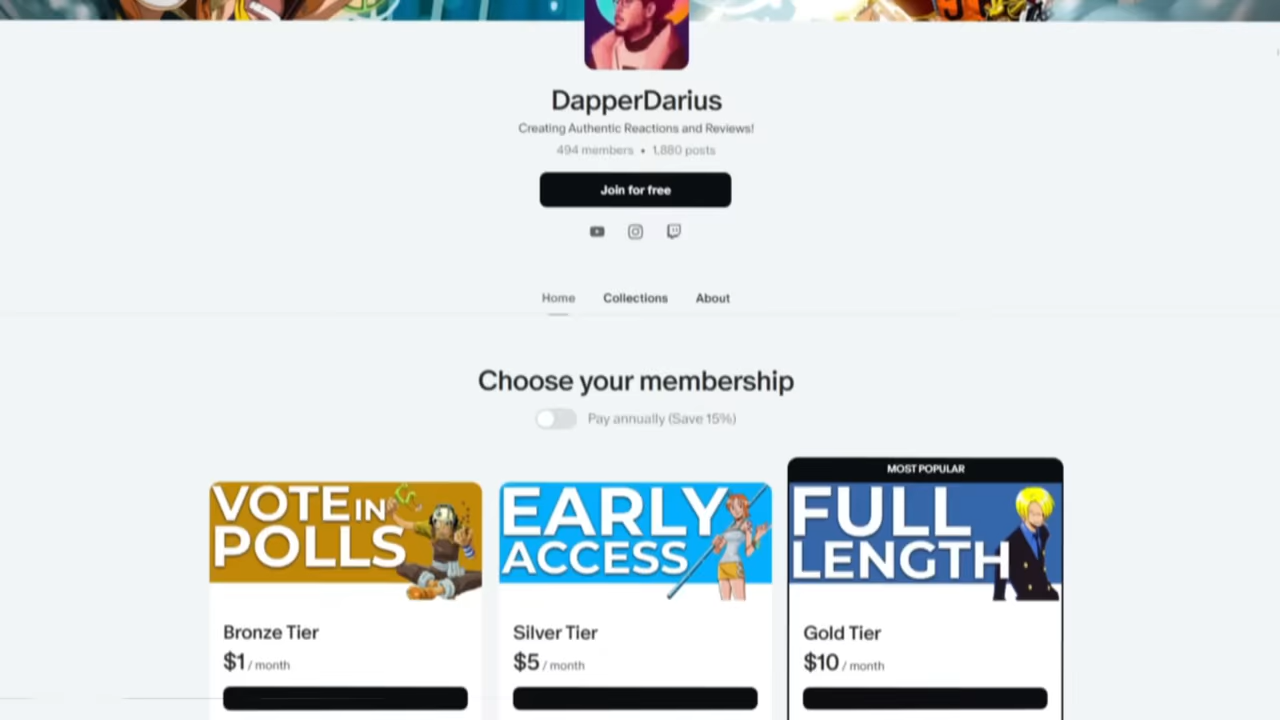 DapperDarius
Creating Authentic Reactions and Reviews!
494 members • 1,880 posts
Join for free
Home Collections About
Choose your membership
Pay annually (Save 15%)
MOST POPULAR
VOTE IN
POLLS
EARLY
ACCESS
FULL
LENGTH
Bronze Tier
$1 / month
Silver Tier
$5 / month
Gold Tier
$10 / month